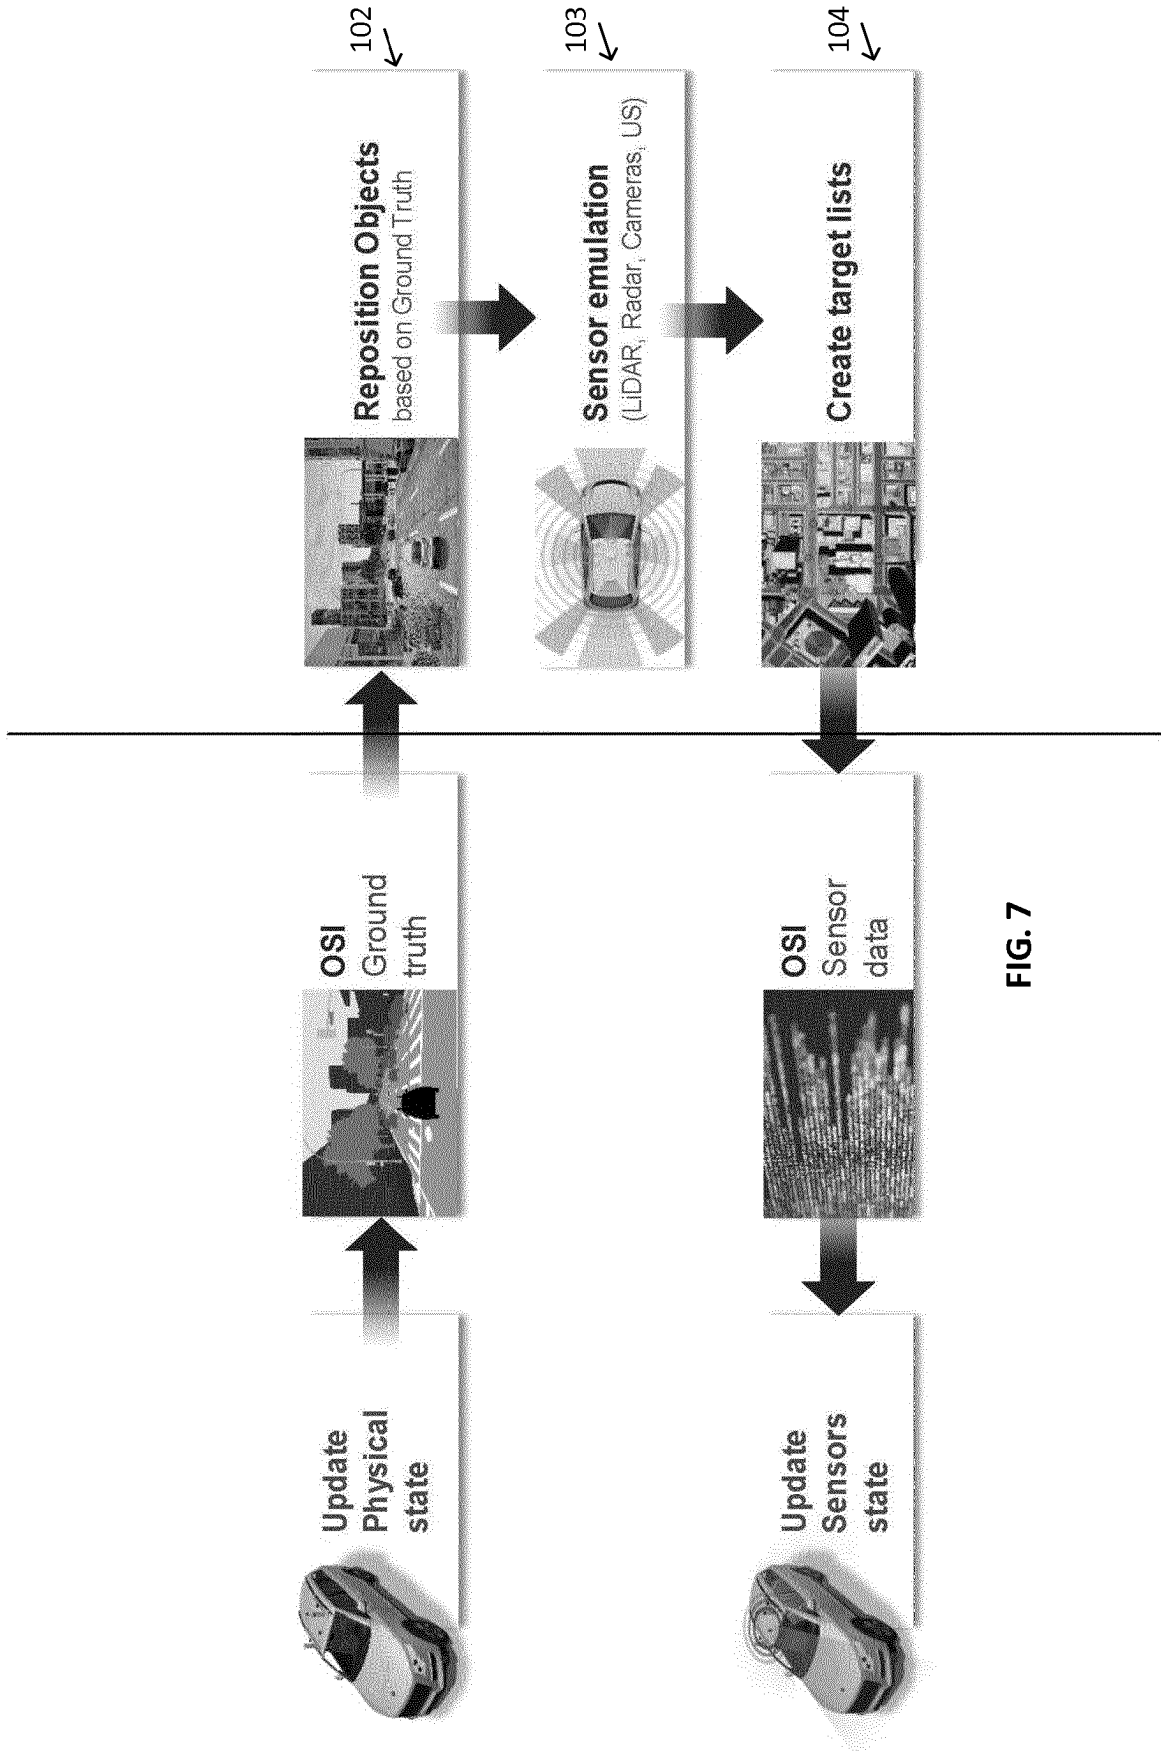 Update
Physical
state
OSI
Ground
truth
Reposition Objects
based on Ground Truth
102
Sensor emulation
(LiDAR, Radar, Cameras, US)
103
Create target lists
104
OSI
Sensor
data
Update
Sensors
state
FIG. 7